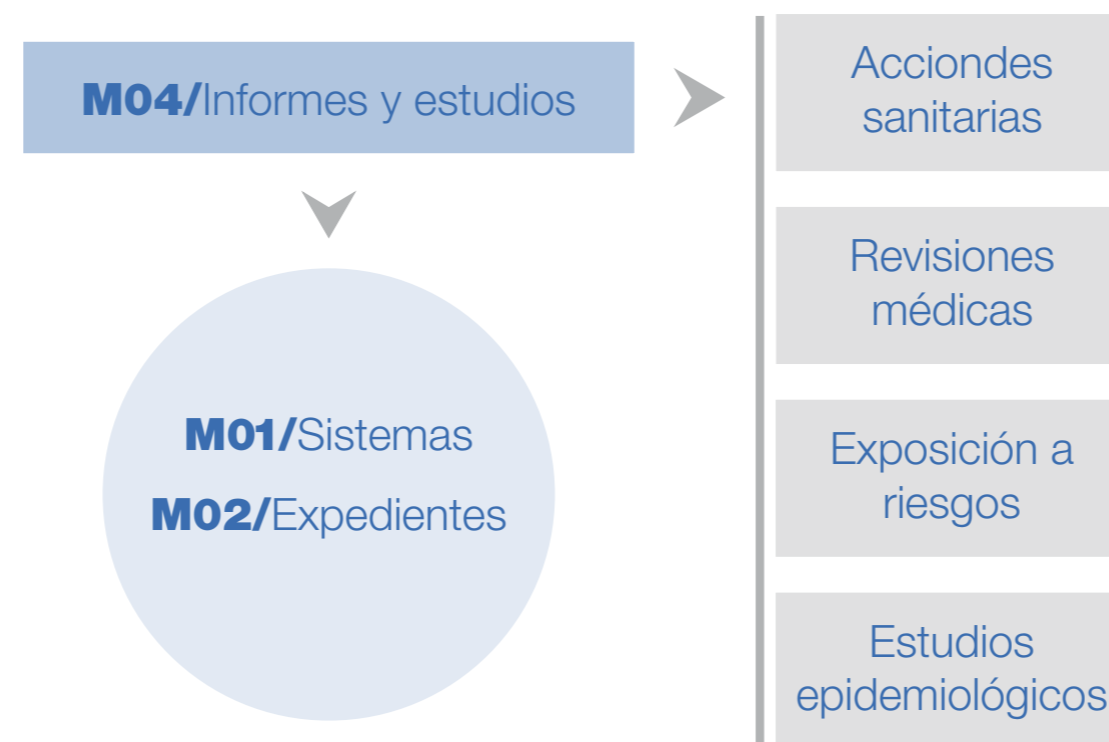 M04/Informes y estudios
M01/Sistemas
M02/Expedientes
Acciondes
sanitarias
Revisiones
médicas
Exposición a
riesgos
Estudios
epidemiológicos